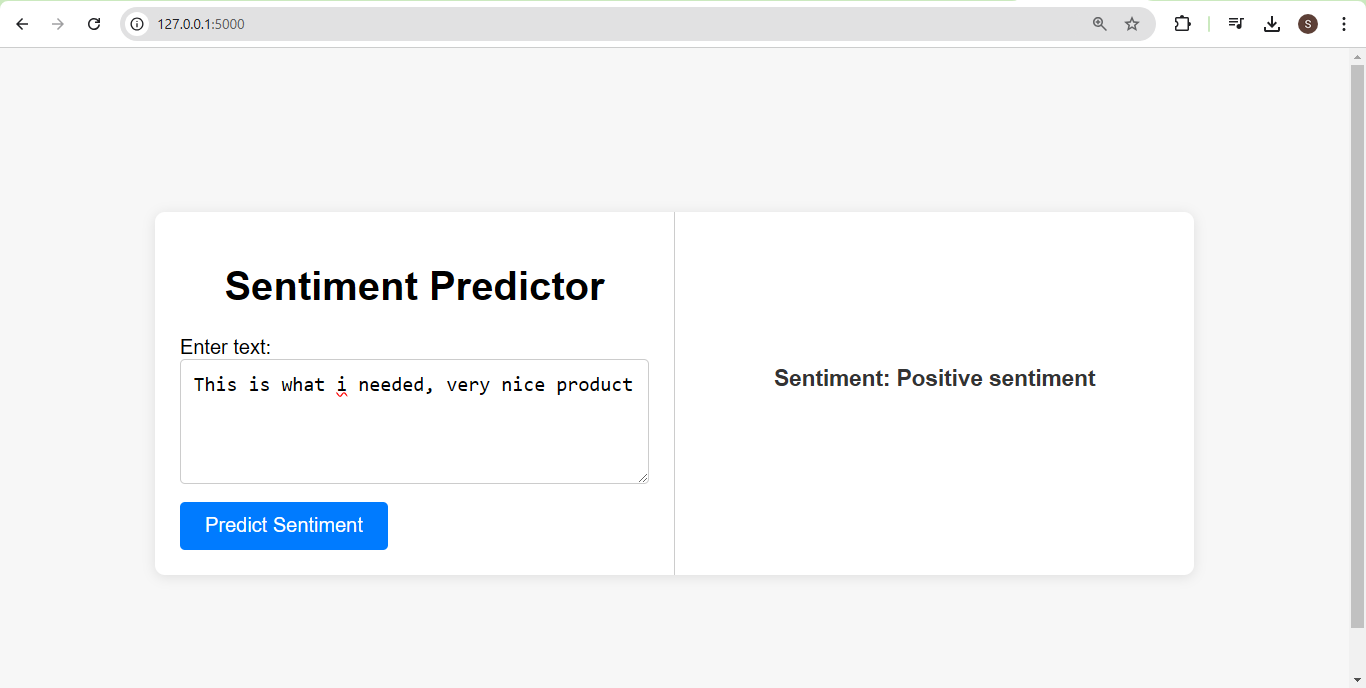 127.0.0.1:5000
S
Sentiment Predictor
Enter text:
This is what i needed, very nice product
Predict Sentiment
Sentiment: Positive sentiment